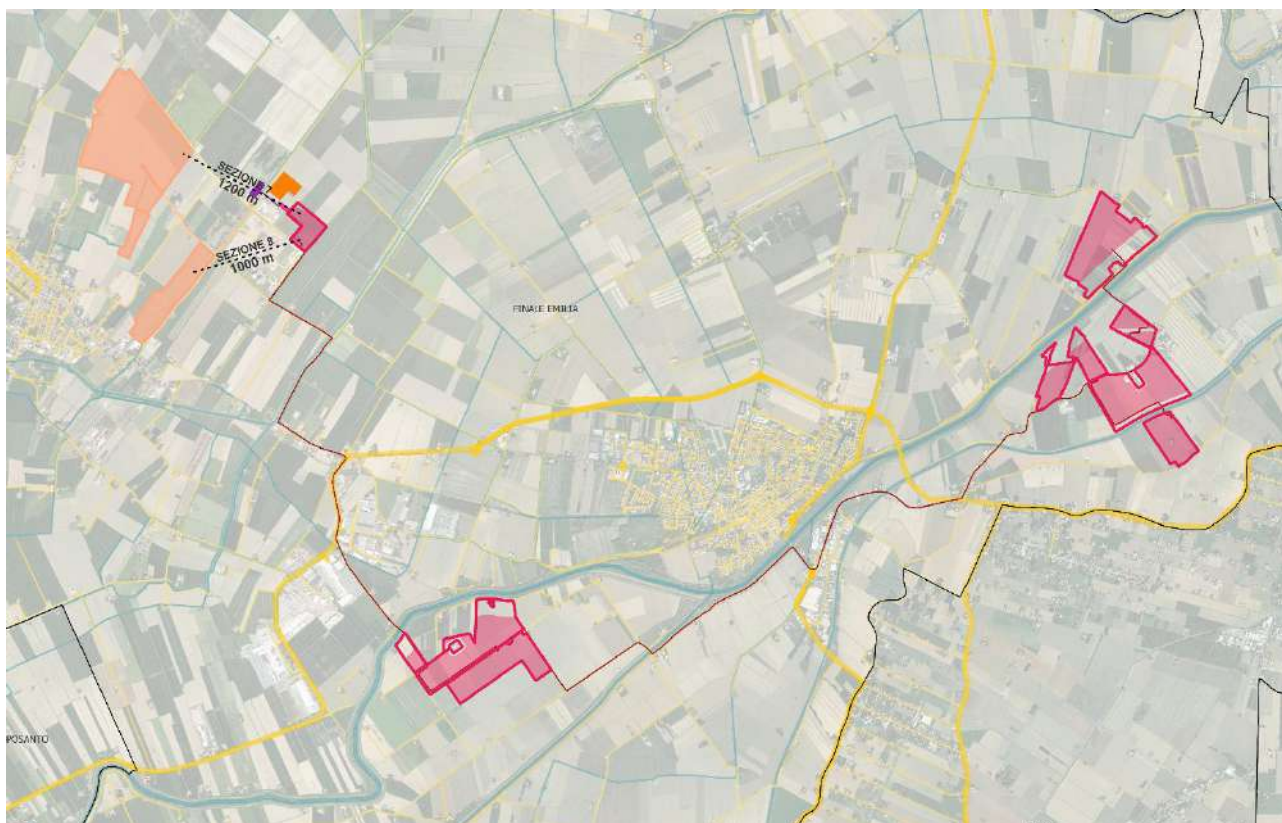 SEZIONE 7
1200 m
SEZIONE 8
1000 m
FINALE EMILIA
POSANTO